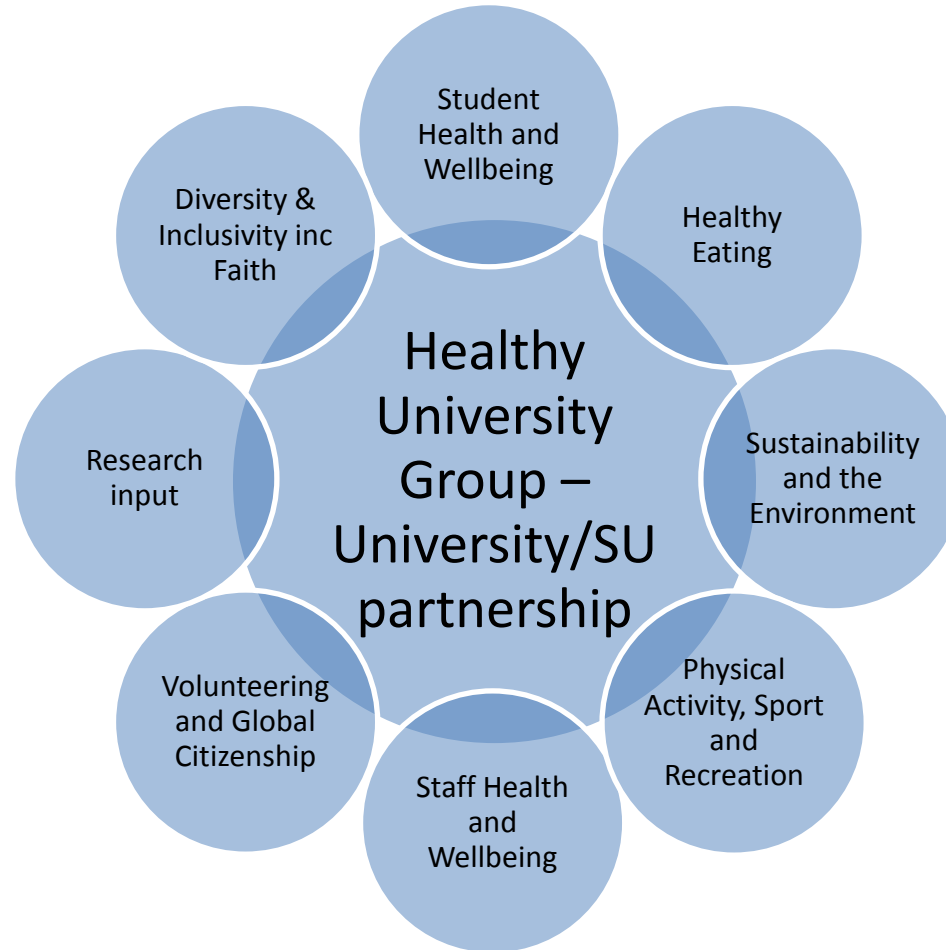 Student
Health and
Wellbeing
Healthy
Eating
Sustainability
and the
Environment
Physical
Activity, Sport
and
Recreation
Staff Health
and
Wellbeing
Volunteering
and Global
Citizenship
Research
input
Diversity &
Inclusivity inc
Faith
Healthy
University
Group –
University/SU
partnership